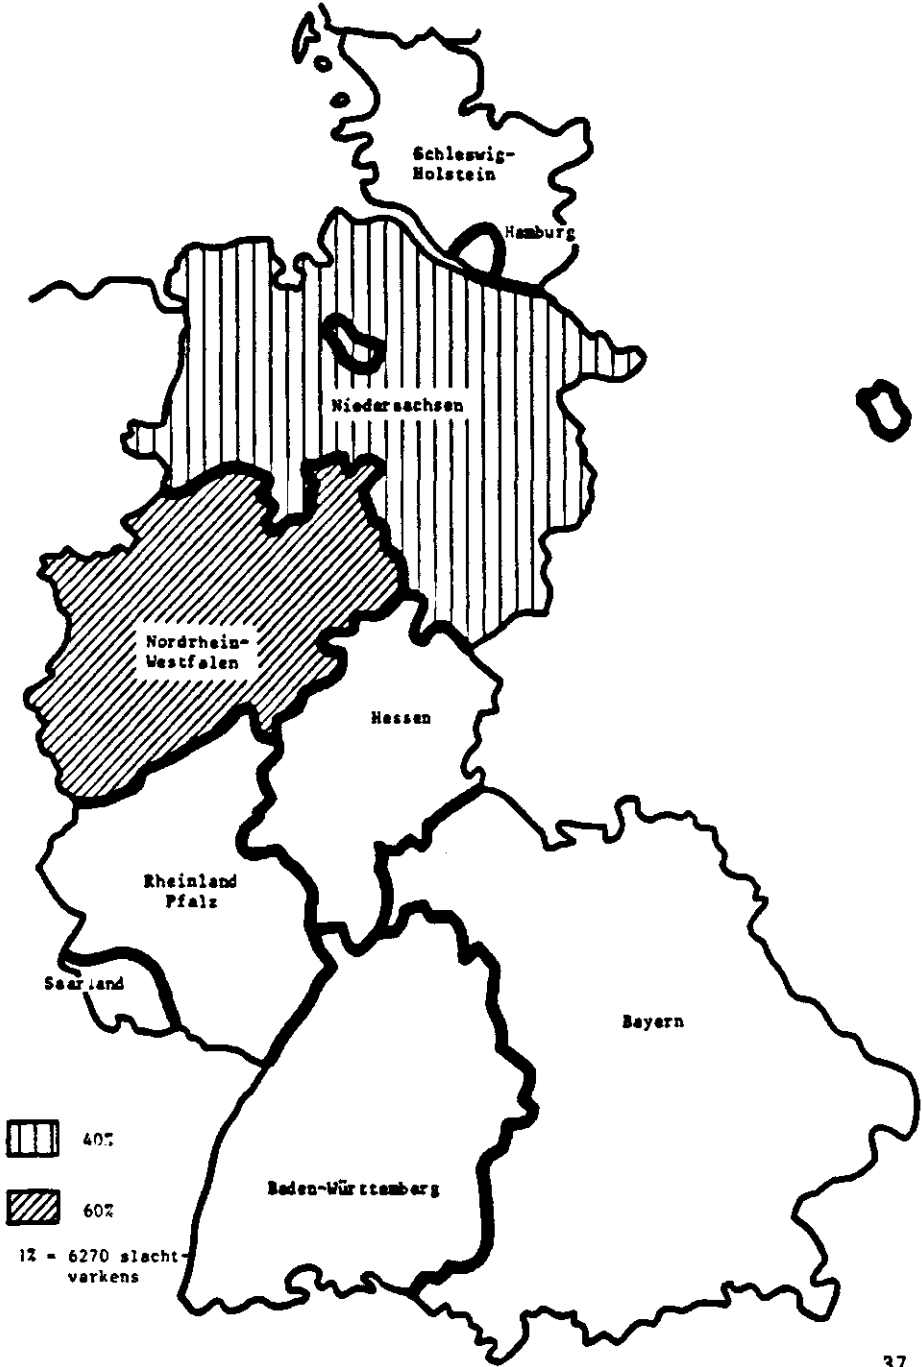 Schleswig-
Holstein
Hamburg
Niedersachsen
Nordrhein-
Westfalen
Hessen
Rheinland
Pfalz
Saarland
Bayern
Baden-Württemberg
40%
60%
1% = 6270 slacht-
varkens
37